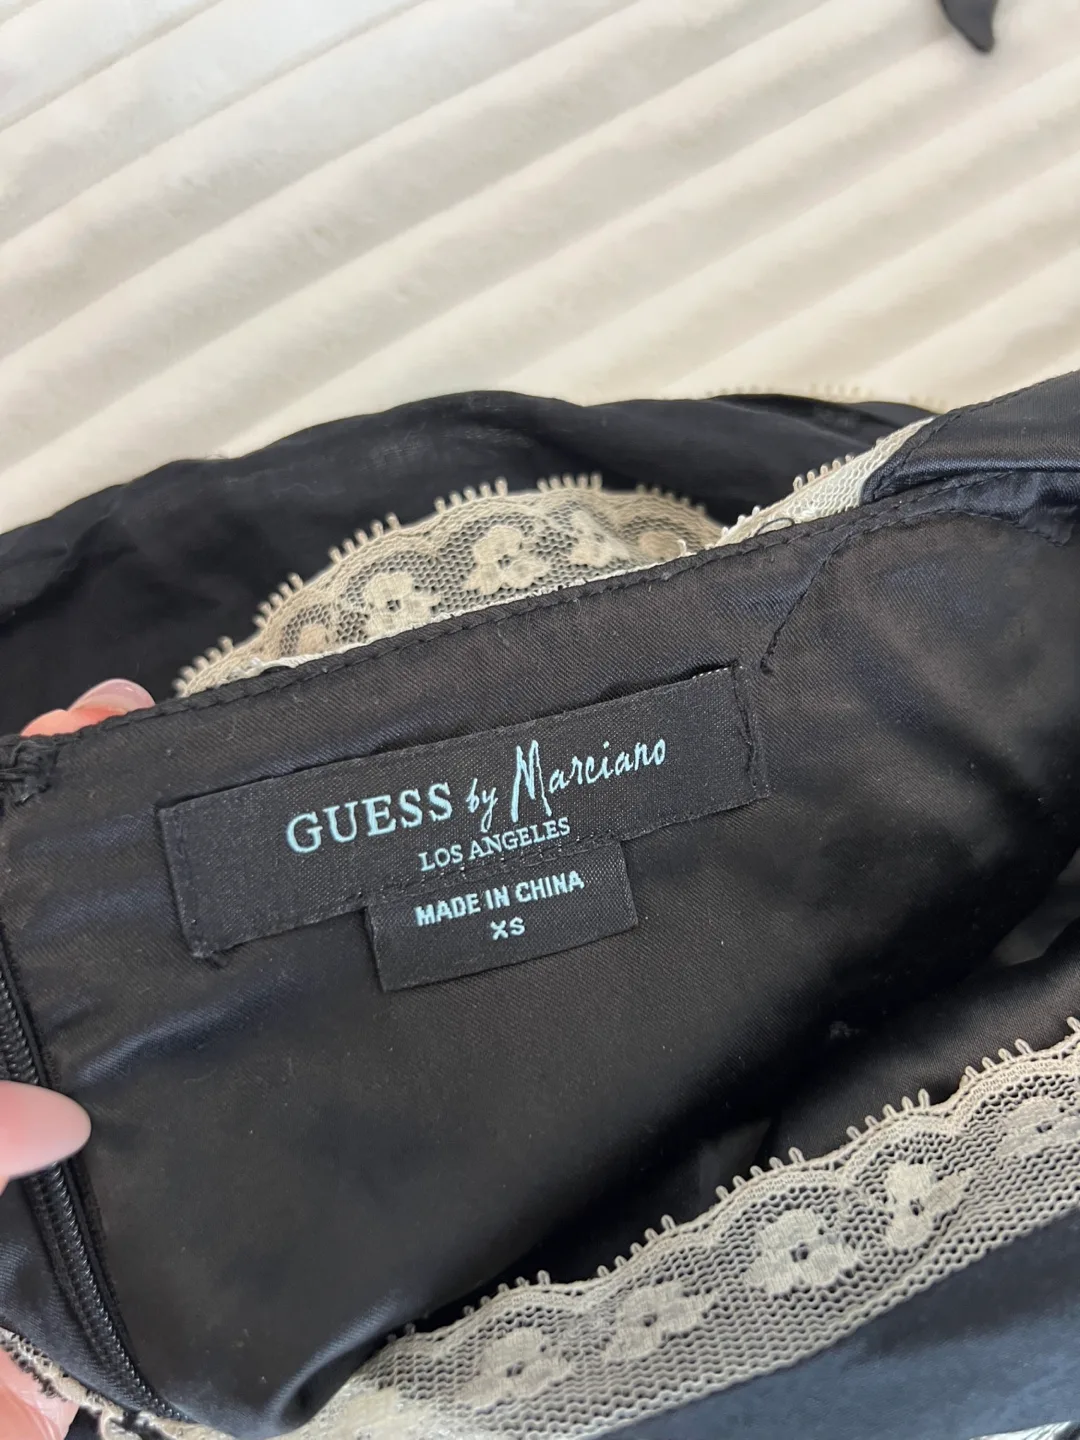 GUESS by Marciano
LOS ANGELES
MADE IN CHINA
XS